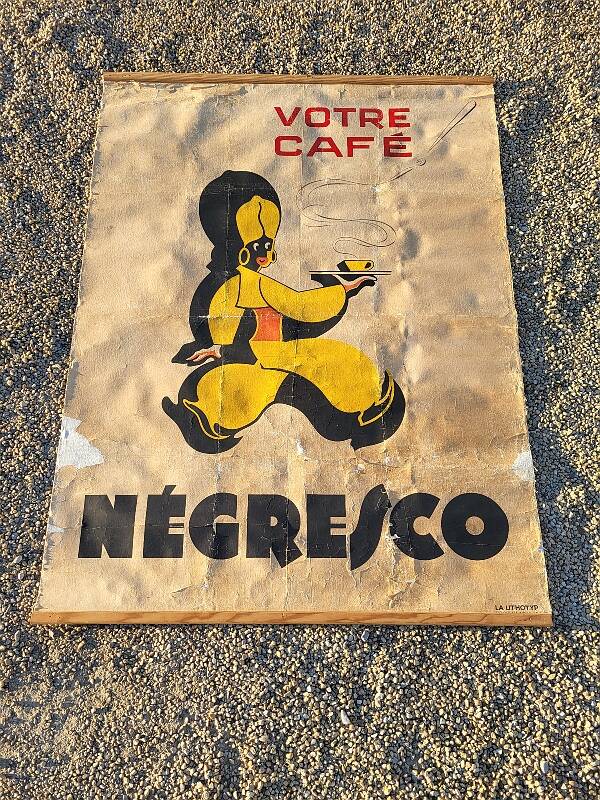 VOTRE
CAFÉ
NÉGRESCO
LA LITHOTYP